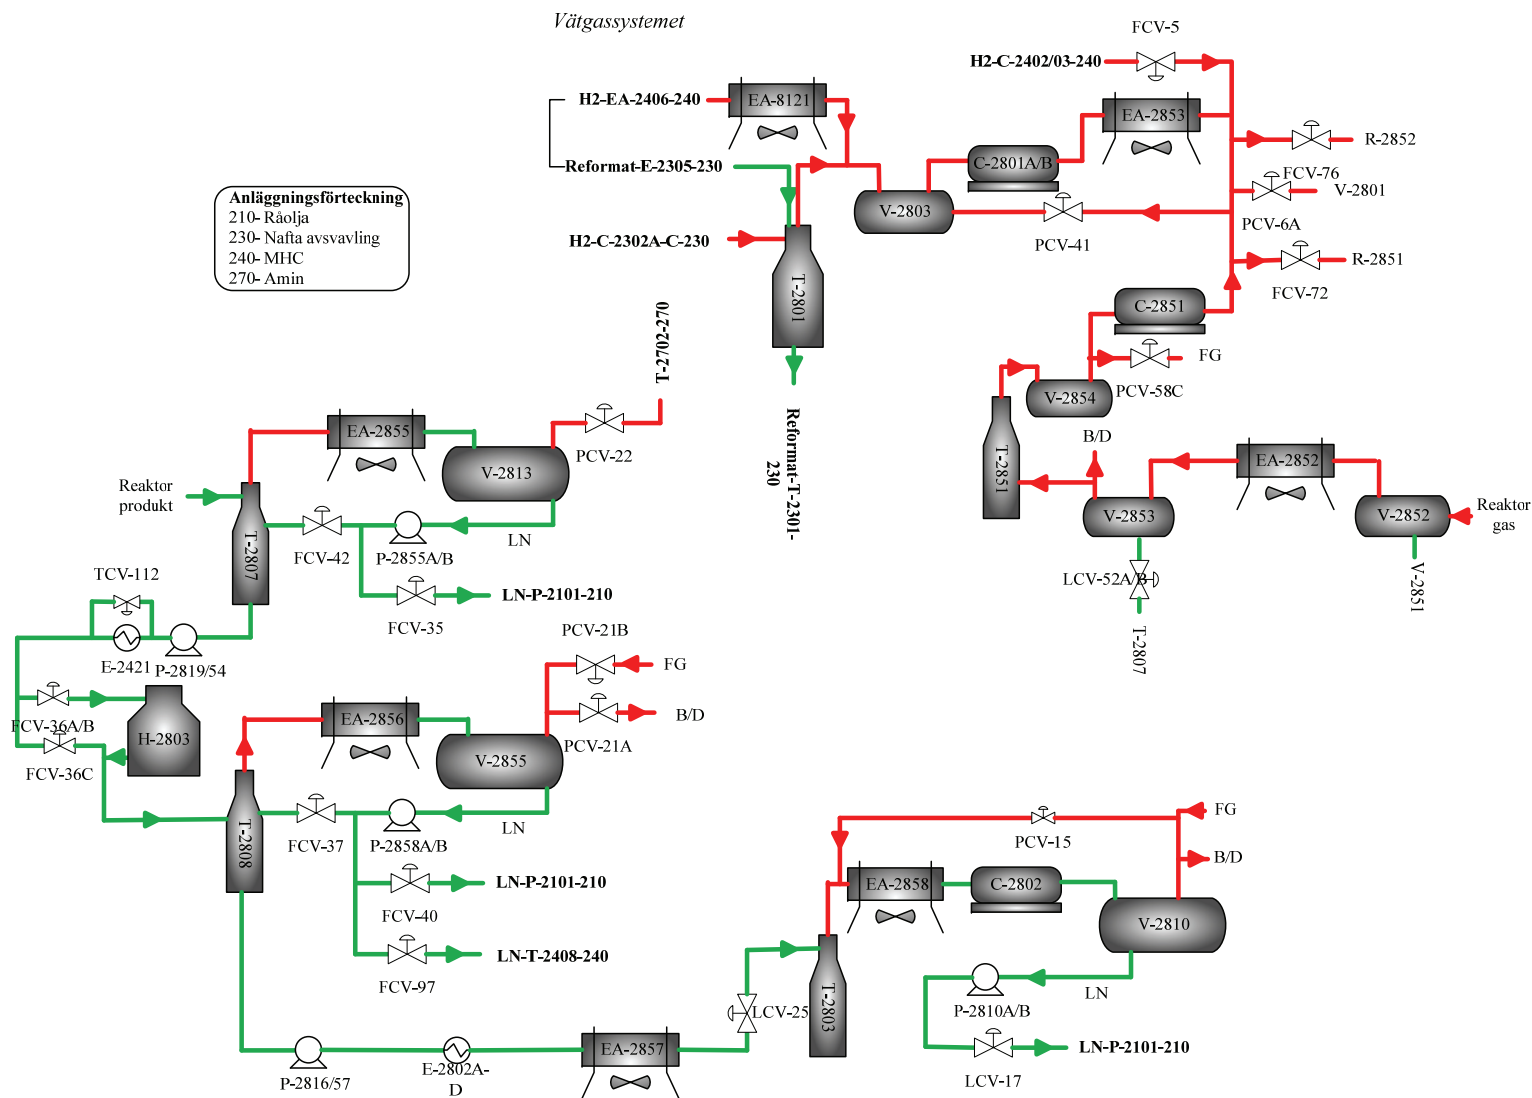 Vätgassystemet
FCV-5
H2-C-2402/03-240
H2-EA-2406-240
EA-8121
EA-2853
Reformat-E-2305-230
C-2801A/B
R-2852
FCV-76
V-2801
V-2803
PCV-6A
PCV-41
H2-C-2302A-C-230
R-2851
FCV-72
T-2801
C-2851
FG
PCV-58C
V-2854
Anläggningsförteckning
210- Råolja
230- Nafta avsvavling
240- MHC
270- Amin
T-2702-270
Reformat-T-2301-
230
B/D
T-2851
EA-2852
V-2853
V-2852
Reaktor
gas
LCV-52A/B
V-2851
T-2807
EA-2855
PCV-22
V-2813
Reaktor
produkt
T-2807
FCV-42
P-2855A/B
LN
TCV-112
LN-P-2101-210
FCV-35
E-2421
P-2819/54
PCV-21B
FG
FCV-36A/B
H-2803
EA-2856
B/D
PCV-21A
V-2855
FCV-36C
T-2808
FCV-37
P-2858A/B
LN
LN-P-2101-210
FCV-40
LN-T-2408-240
FCV-97
FG
PCV-15
B/D
EA-2858
C-2802
V-2810
LCV-25
T-2803
P-2810A/B
LN
LN-P-2101-210
LCV-17
P-2816/57
E-2802A-
D
EA-2857